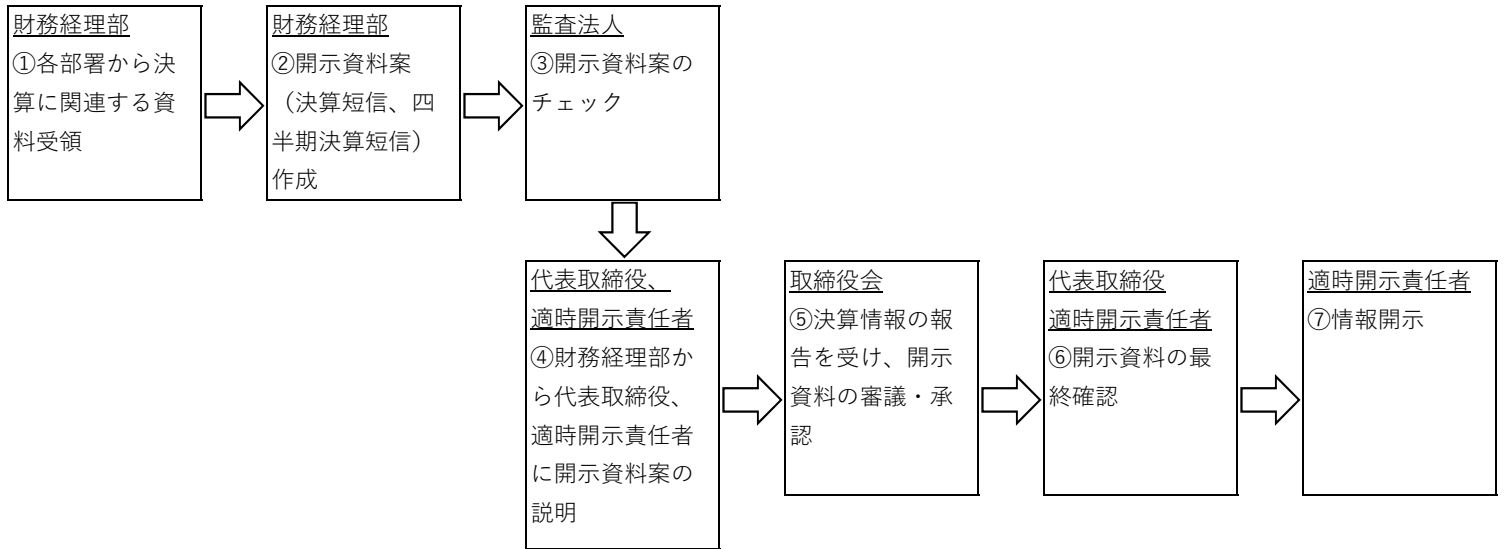 財務経理部
①各部署から決
算に関連する資
料受領
財務経理部
②開示資料案
（決算短信、四
半期決算短信）
作成
監査法人
③開示資料案の
チェック
代表取締役、
適時開示責任者
④財務経理部か
ら代表取締役、
適時開示責任者
に開示資料案の
説明
取締役会
⑤決算情報の報
告を受け、開示
資料の審議・承
認
代表取締役
適時開示責任者
⑥開示資料の最
終確認
適時開示責任者
⑦情報開示